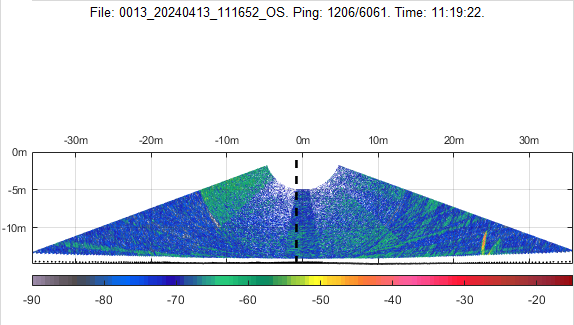 File: 0013_20240413_111652_OS. Ping: 1206/6061. Time: 11:19:22.
-30m -20m -10m 0m 10m 20m 30m
0m
-5m
-10m
-90 -80 -70 -60 -50 -40 -30 -20